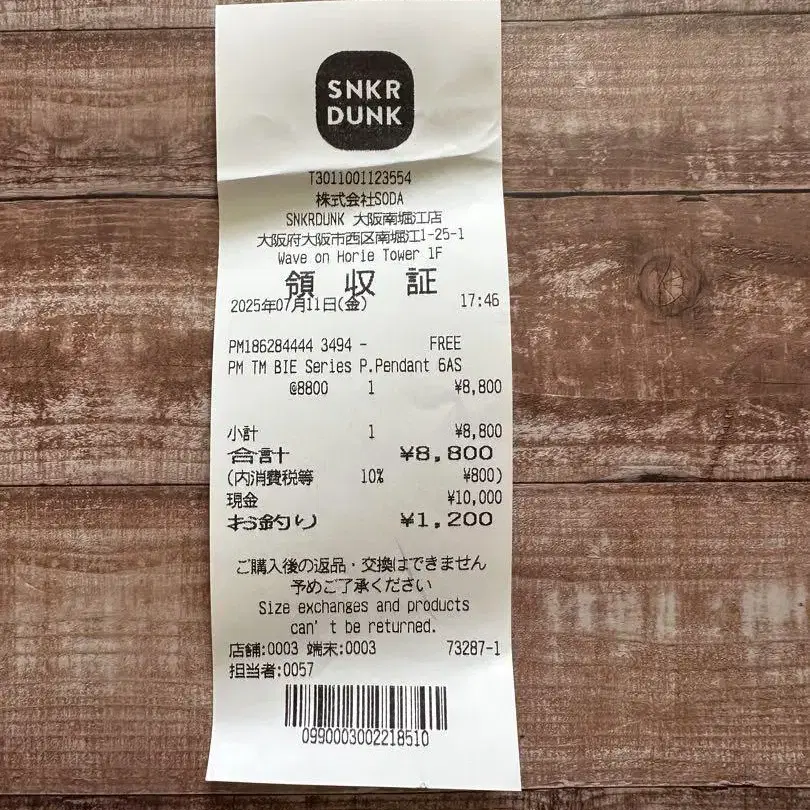 SNKR
DUNK
T3011001123554
株式会社SODA
SNKRDUNK 大阪南堀江店
大阪府大阪市西区南堀江1-25-1
Wave on Horie Tower 1F
領収証
2025年07月11日(金) 17:46
PM186284444 3494 - FREE
PM TM BIE Series P.Pendant 6AS
@8800 1 ¥8,800
小計 1 ¥8,800
合計 ¥8,800
(内消費税等 10% ¥800)
現金 ¥10,000
お釣り ¥1,200
ご購入後の返品・交換はできません
予めご了承ください
Size exchanges and products
can't be returned.
店舗:0003 端末:0003 73287-1
担当者:0057
0990003002218510